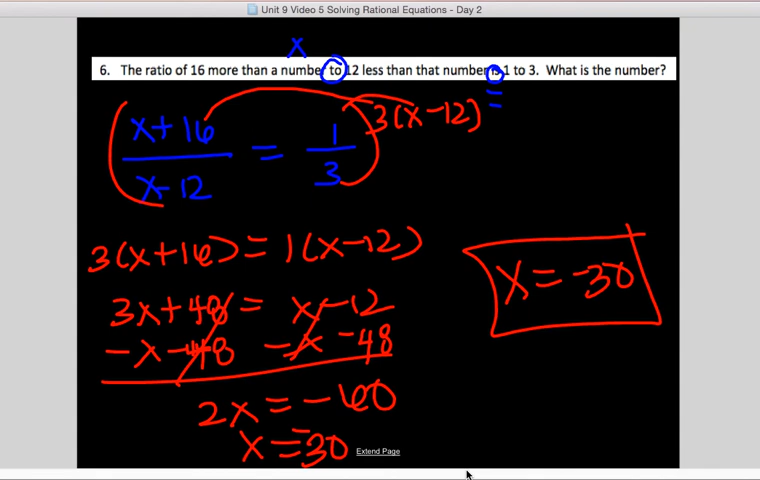 Unit 9 Video 5 Solving Rational Equations - Day 2
x
6. The ratio of 16 more than a number to 12 less than that number is 1 to 3. What is the number?
=
(x+16)/(x-12) = 1/3 3(x-12)
3(x+16) = 1(x-12)
3x+48 = x-12
-x-48 -x-48
2x = -60
x = -30
x = -30
Extend Page